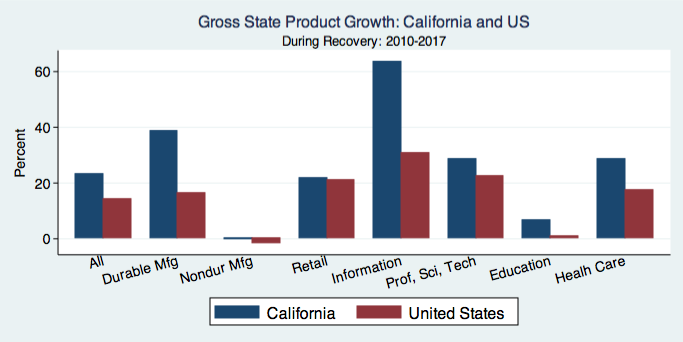 Gross State Product Growth: California and US
During Recovery: 2010-2017
Percent
60
40
20
0
All
Durable Mfg
Nondur Mfg
Retail
Information
Prof, Sci, Tech
Education
Healh Care
California
United States